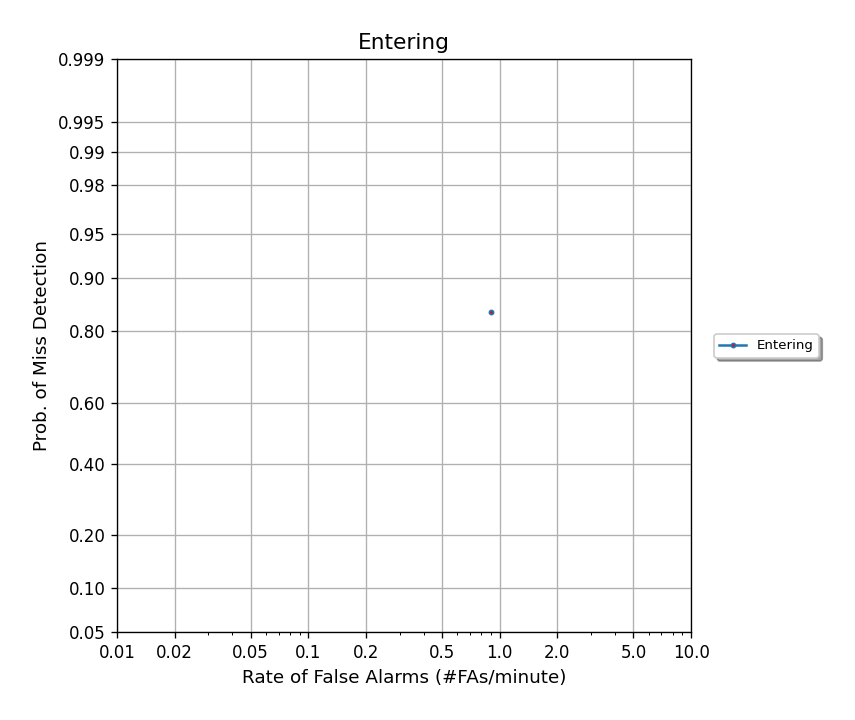 Entering
0.999
0.995
0.99
0.98
0.95
0.90
0.80
0.60
0.40
0.20
0.10
0.05
Prob. of Miss Detection
0.01 0.02 0.05 0.1 0.2 0.5 1.0 2.0 5.0 10.0
Rate of False Alarms (#FAs/minute)
Entering